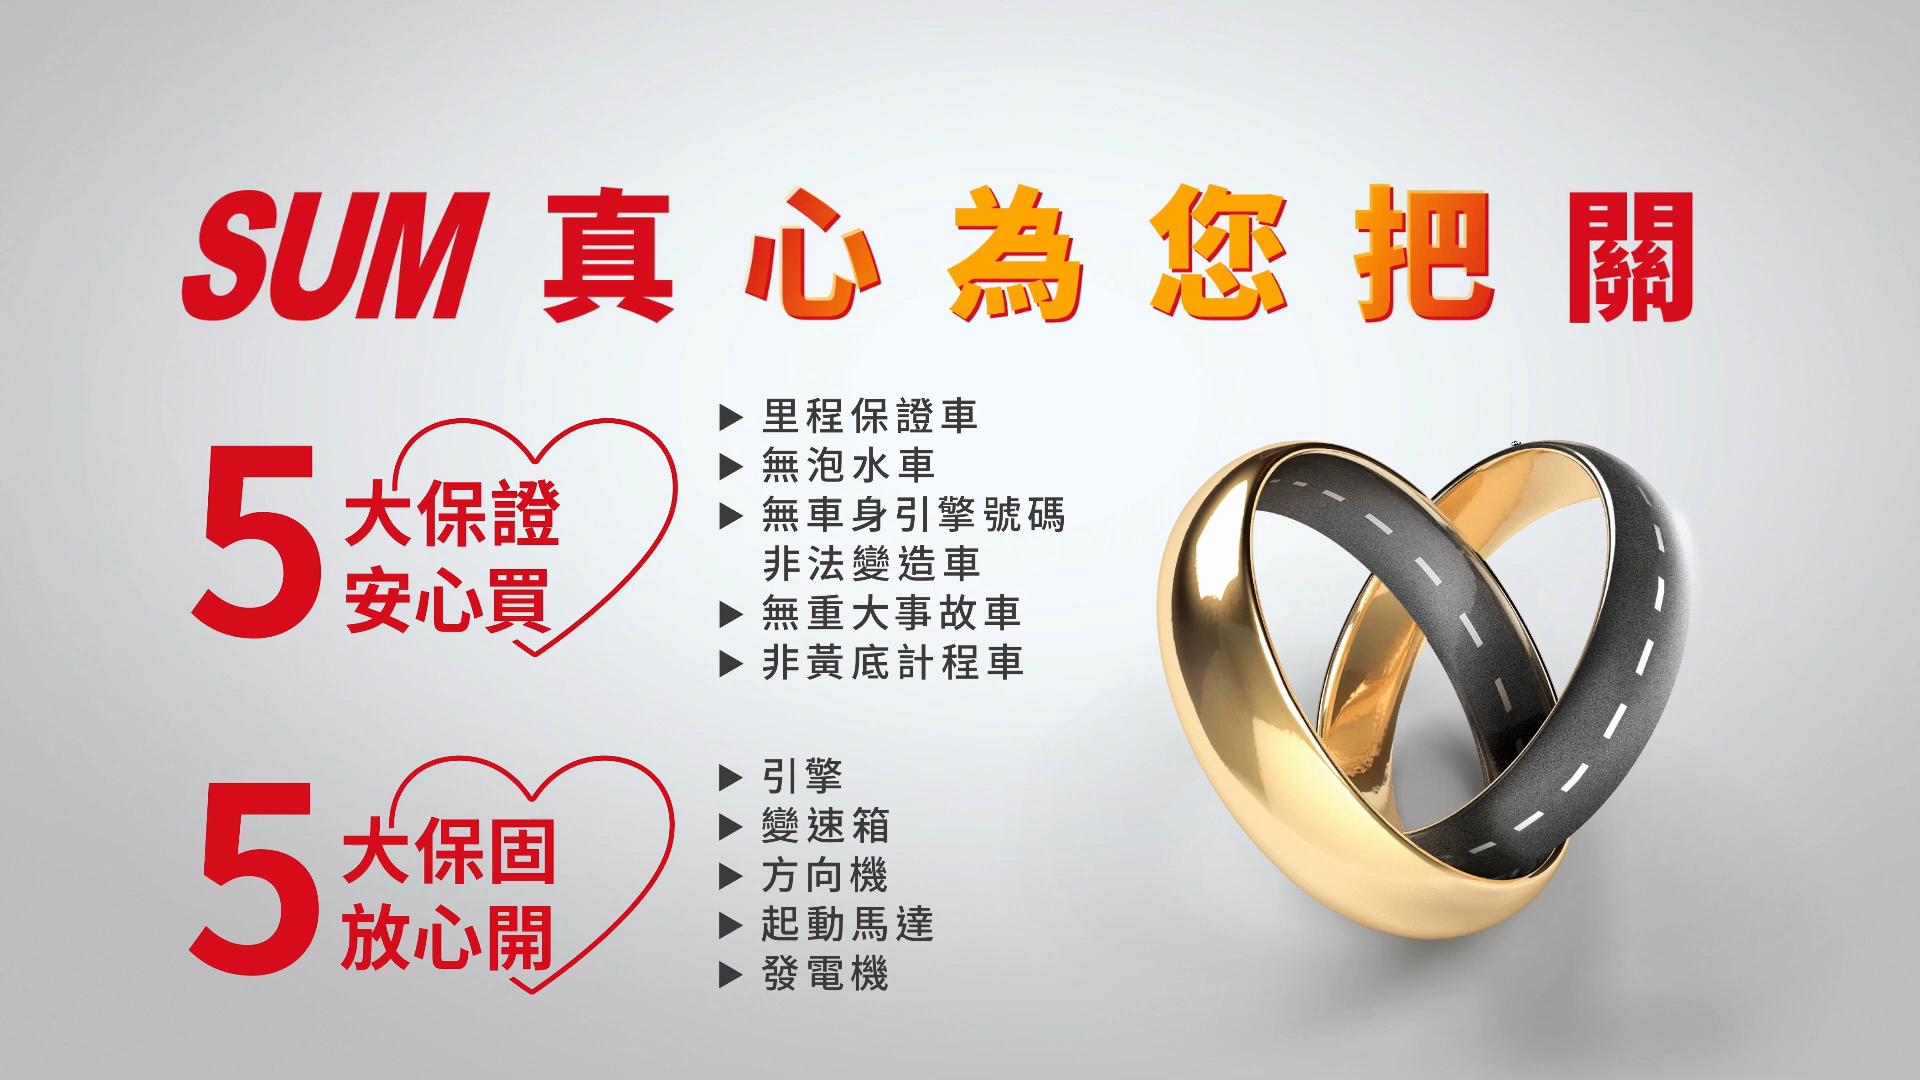 SUM 真心為您把關
5大保證
安心買
▶ 里程保證車
▶ 無泡水車
▶ 無車身引擎號碼
非法變造車
▶ 無重大事故車
▶ 非黃底計程車
5大保固
放心開
▶ 引擎
▶ 變速箱
▶ 方向機
▶ 起動馬達
▶ 發電機